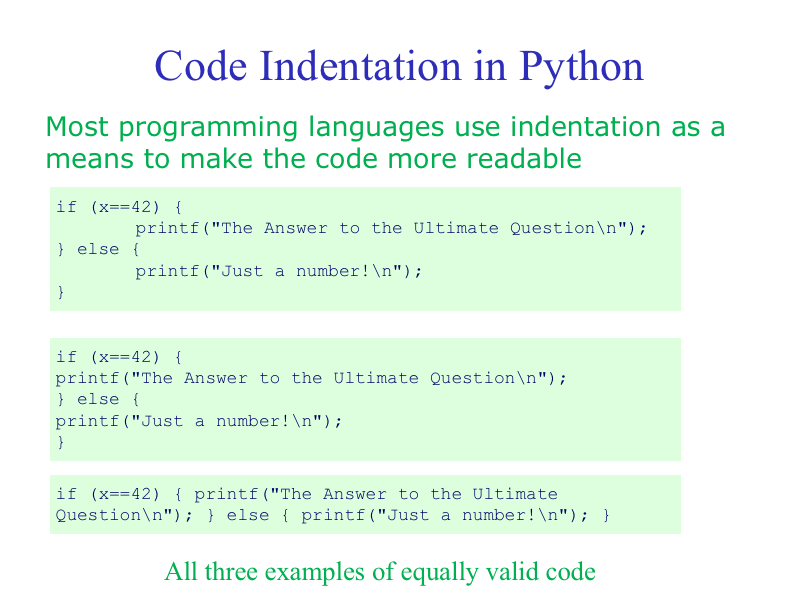 Code Indentation in Python
Most programming languages use indentation as a
means to make the code more readable
if (x==42) {
printf("The Answer to the Ultimate Question\n");
} else {
printf("Just a number!\n");
}
if (x==42) {
printf("The Answer to the Ultimate Question\n");
} else {
printf("Just a number!\n");
}
if (x==42) { printf("The Answer to the Ultimate
Question\n"); } else { printf("Just a number!\n"); }
All three examples of equally valid code